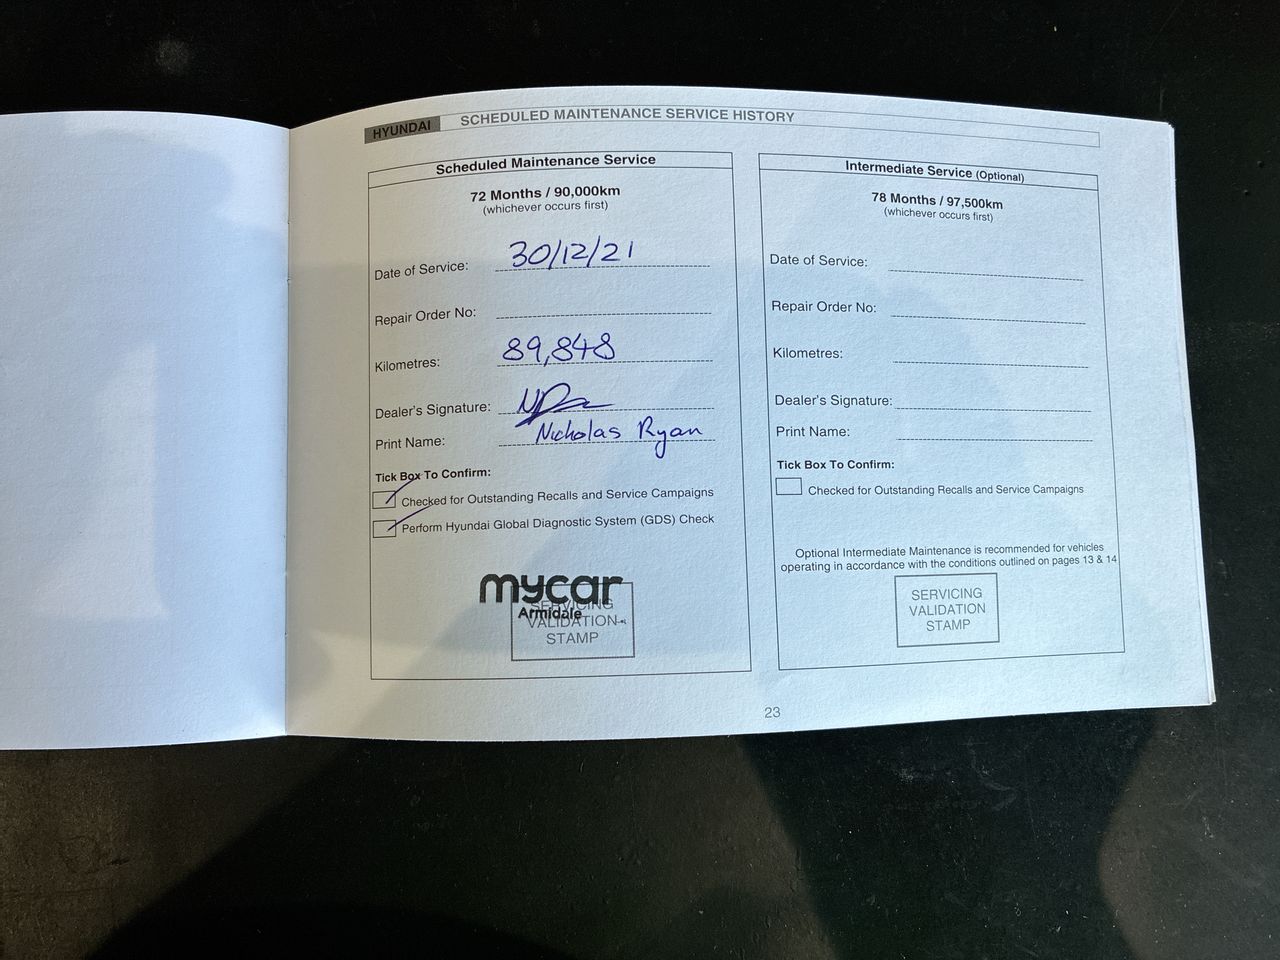 HYUNDAI
SCHEDULED MAINTENANCE SERVICE HISTORY
Scheduled Maintenance Service
72 Months / 90,000km
(whichever occurs first)
Date of Service: 30/12/21
Repair Order No:
Kilometres: 89,848
Dealer's Signature:
Print Name: Nicholas Ryan
Tick Box To Confirm:
Checked for Outstanding Recalls and Service Campaigns
Perform Hyundai Global Diagnostic System (GDS) Check
mycar
Armidale
SERVICING
VALIDATION
STAMP
Intermediate Service (Optional)
78 Months / 97,500km
(whichever occurs first)
Date of Service:
Repair Order No:
Kilometres:
Dealer's Signature:
Print Name:
Tick Box To Confirm:
Checked for Outstanding Recalls and Service Campaigns
Optional Intermediate Maintenance is recommended for vehicles
operating in accordance with the conditions outlined on pages 13 & 14
SERVICING
VALIDATION
STAMP
23